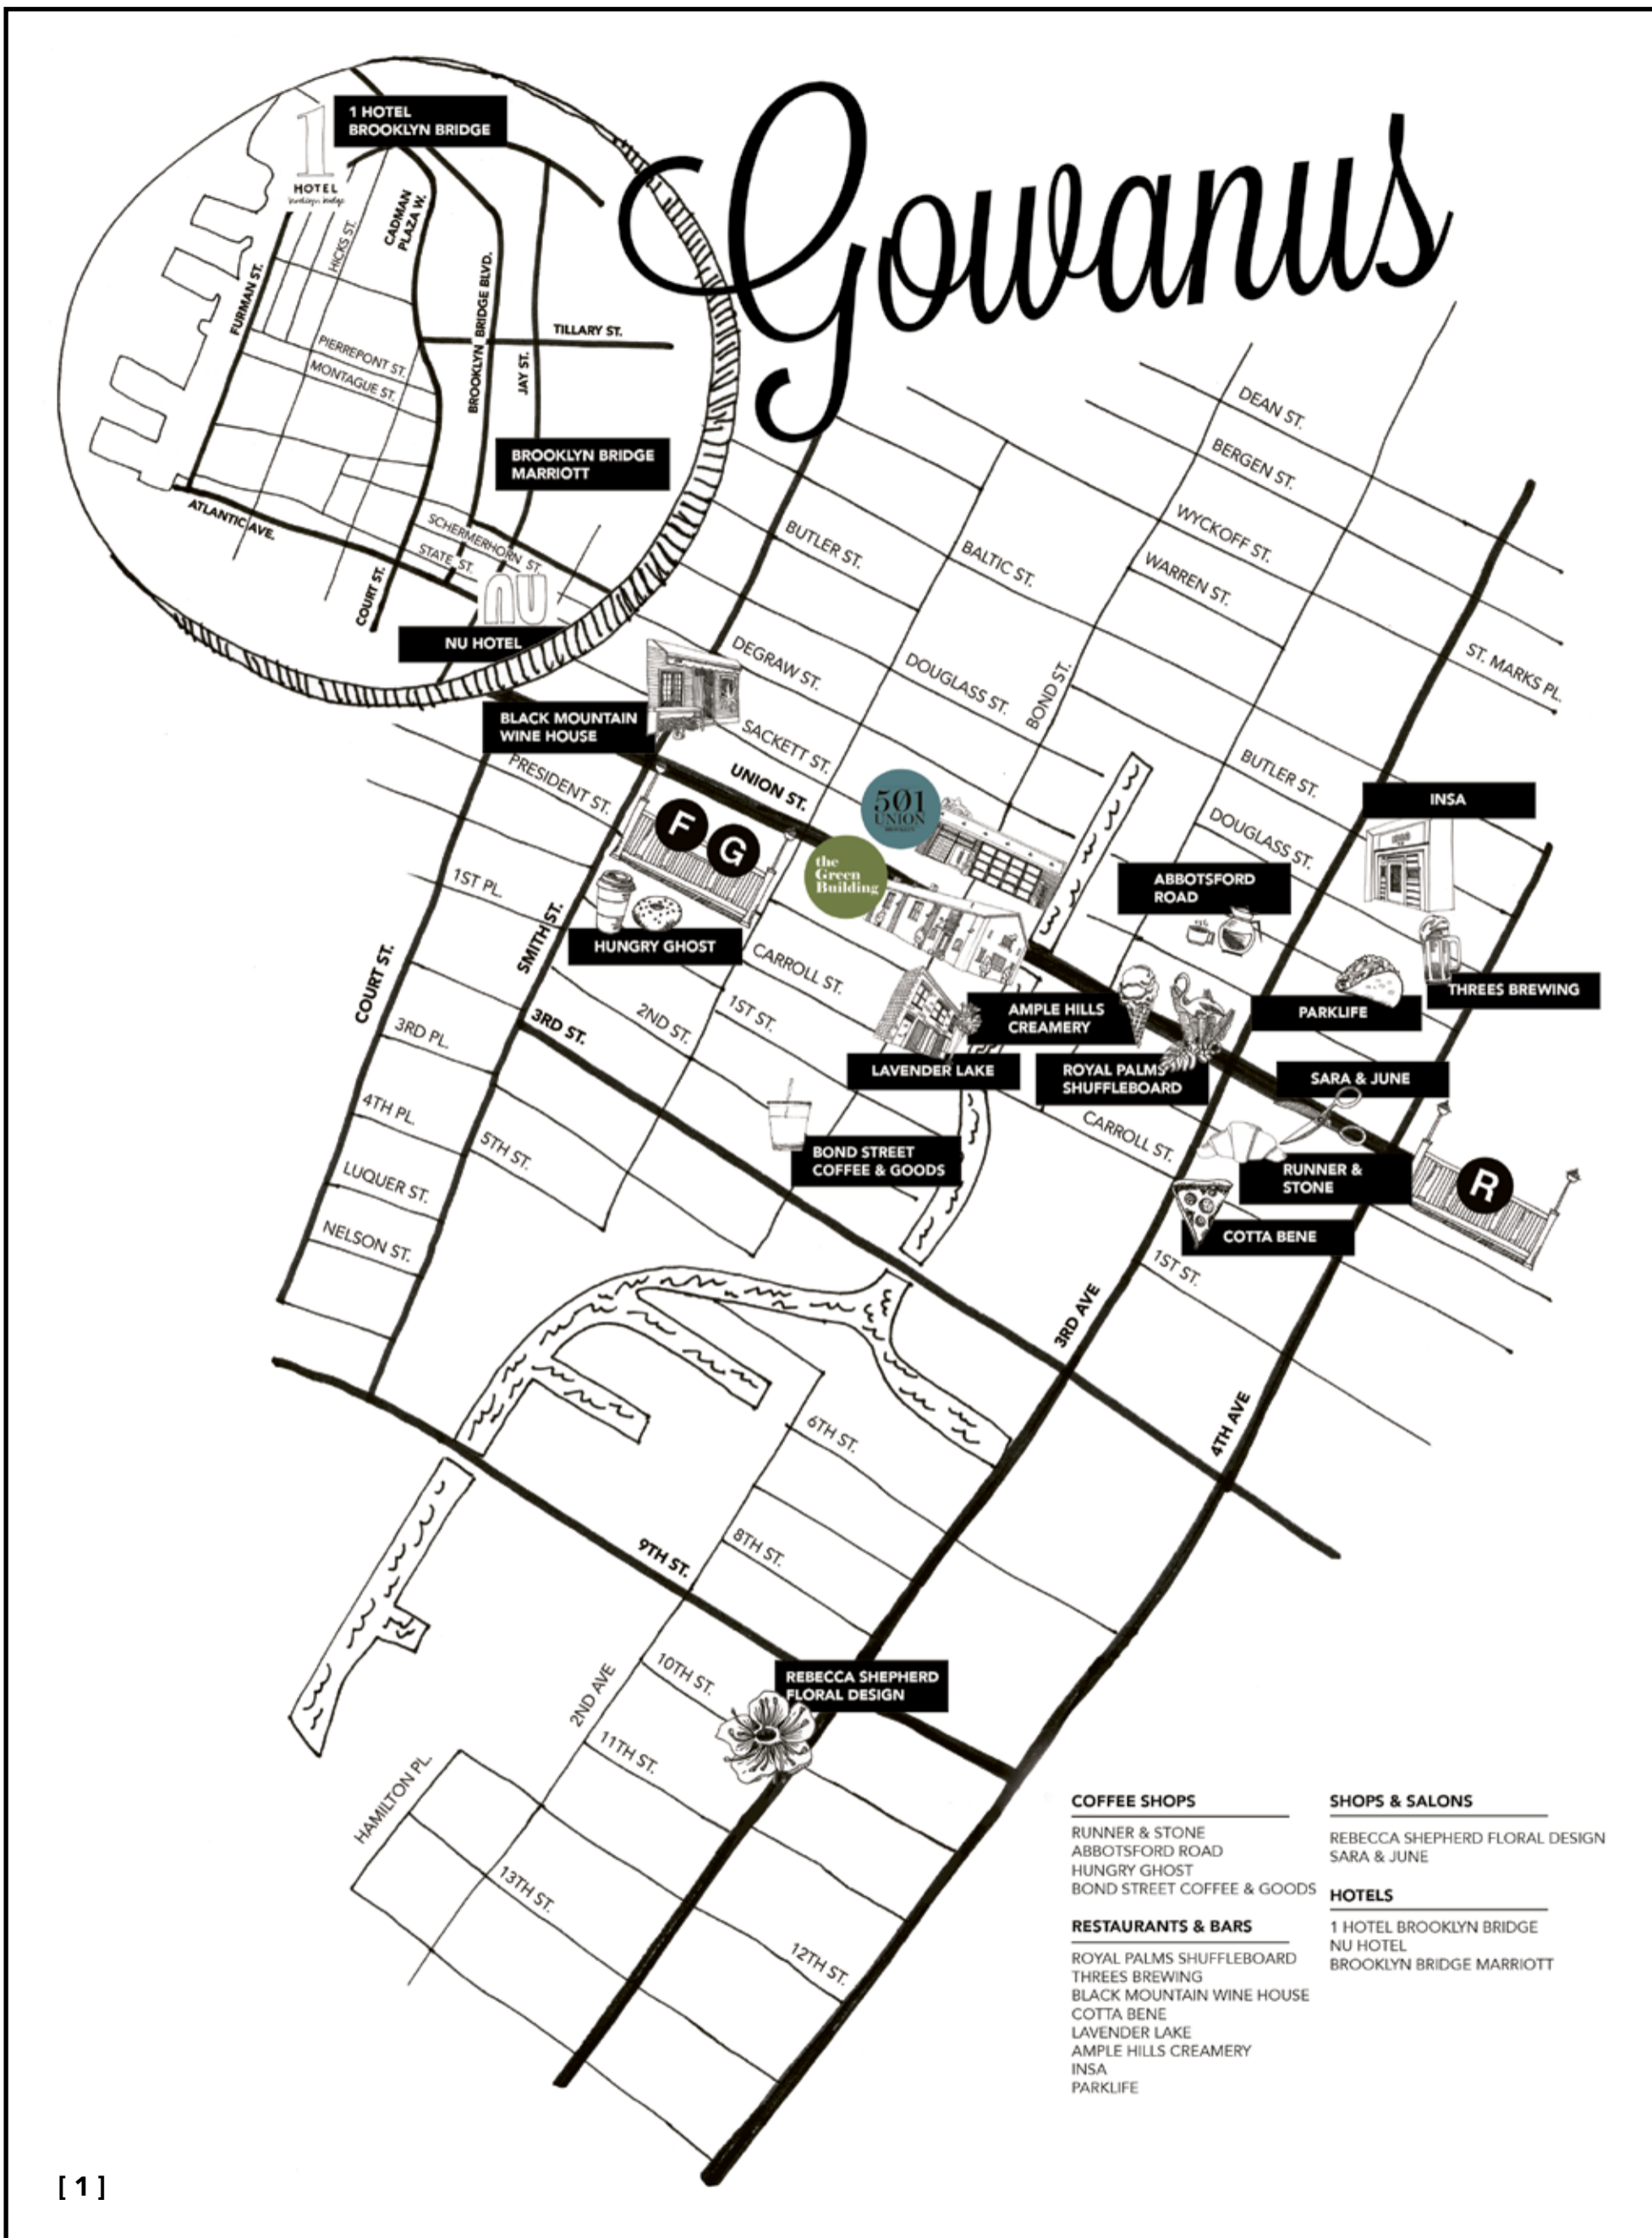 Gowanus
1 HOTEL
BROOKLYN BRIDGE
1
HOTEL
brooklyn bridge
HICKS ST.
CADMAN
PLAZA W.
FURMAN ST.
BROOKLYN BRIDGE BLVD.
JAY ST.
TILLARY ST.
PIERREPONT ST.
MONTAGUE ST.
BROOKLYN BRIDGE
MARRIOTT
ATLANTIC AVE.
SCHERMERHORN ST.
STATE ST.
COURT ST.
NU
NU HOTEL
DEAN ST.
BERGEN ST.
WYCKOFF ST.
WARREN ST.
ST. MARKS PL.
BUTLER ST.
BALTIC ST.
DEGRAW ST.
DOUGLASS ST.
BOND ST.
SACKETT ST.
UNION ST.
BLACK MOUNTAIN
WINE HOUSE
PRESIDENT ST.
BUTLER ST.
DOUGLASS ST.
INSA
501
UNION
BROOKLYN
the
Green
Building
F
G
ABBOTSFORD
ROAD
1ST PL.
SMITH ST.
HUNGRY GHOST
CARROLL ST.
COURT ST.
3RD ST.
2ND ST.
1ST ST.
AMPLE HILLS
CREAMERY
PARKLIFE
THREES BREWING
3RD PL.
LAVENDER LAKE
ROYAL PALMS
SHUFFLEBOARD
SARA & JUNE
4TH PL.
5TH ST.
CARROLL ST.
BOND STREET
COFFEE & GOODS
RUNNER &
STONE
R
LUQUER ST.
NELSON ST.
COTTA BENE
1ST ST.
3RD AVE
4TH AVE
6TH ST.
8TH ST.
9TH ST.
10TH ST.
REBECCA SHEPHERD
FLORAL DESIGN
2ND AVE
11TH ST.
HAMILTON PL.
13TH ST.
12TH ST.
COFFEE SHOPS
RUNNER & STONE
ABBOTSFORD ROAD
HUNGRY GHOST
BOND STREET COFFEE & GOODS
RESTAURANTS & BARS
ROYAL PALMS SHUFFLEBOARD
THREES BREWING
BLACK MOUNTAIN WINE HOUSE
COTTA BENE
LAVENDER LAKE
AMPLE HILLS CREAMERY
INSA
PARKLIFE
SHOPS & SALONS
REBECCA SHEPHERD FLORAL DESIGN
SARA & JUNE
HOTELS
1 HOTEL BROOKLYN BRIDGE
NU HOTEL
BROOKLYN BRIDGE MARRIOTT
[ 1 ]